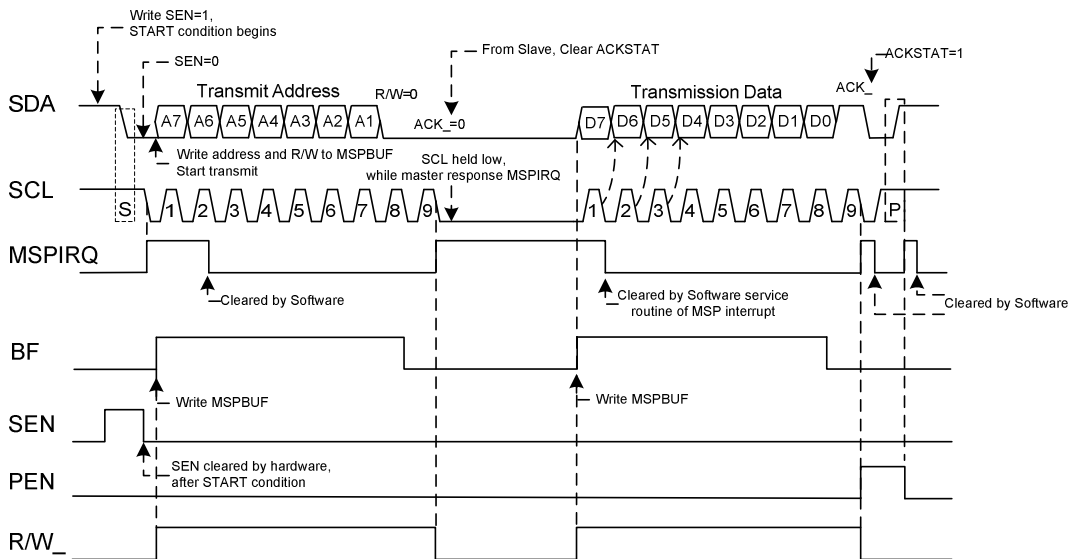 Write SEN=1,
START condition begins
SEN=0
From Slave, Clear ACKSTAT
ACKSTAT=1
Transmit Address
R/W=0
Transmission Data
ACK_
SDA
A7 A6 A5 A4 A3 A2 A1
ACK_=0
D7 D6 D5 D4 D3 D2 D1 D0
Write address and R/W to MSPBUF
Start transmit
SCL held low,
while master response MSPIRQ
SCL
S 1 2 3 4 5 6 7 8 9 1 2 3 4 5 6 7 8 9 P
MSPIRQ
Cleared by Software
Cleared by Software service
routine of MSP interrupt
Cleared by Software
BF
Write MSPBUF
Write MSPBUF
SEN
SEN cleared by hardware,
after START condition
PEN
R/W_